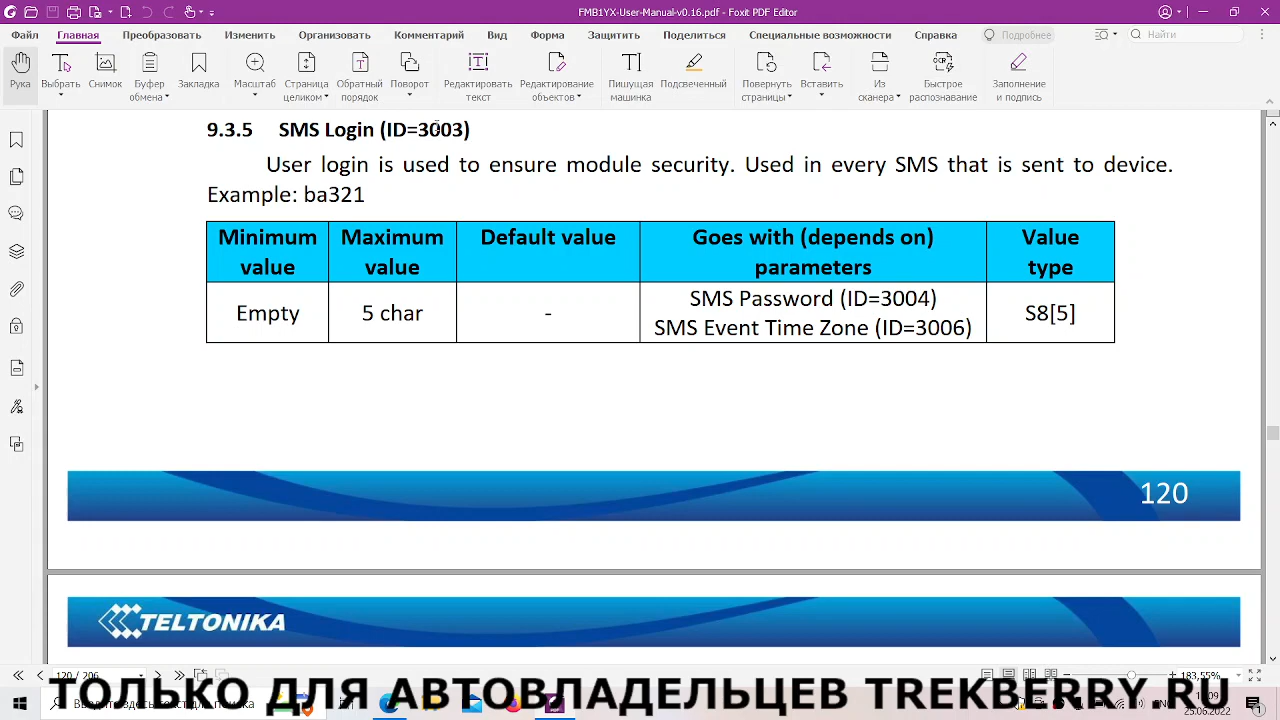 FMB1YX-User-Manual-v0.16.pdf - Foxit PDF Editor
Файл Главная Преобразовать Изменить Организовать Комментарий Вид Форма Защитить Поделиться Специальные возможности Справка Подробнее Найти
Рука
Выбрать
Снимок
Буфер
обмена
Закладка
Масштаб
Страница
целиком
Обратный
порядок
Поворот
Редактировать
текст
Редактирование
объектов
Пишущая
машинка
Подсвеченный
Повернуть
страницы
Вставить
Из
сканера
Быстрое
распознавание
Заполнение
и подпись
9.3.5 SMS Login (ID=3003)
User login is used to ensure module security. Used in every SMS that is sent to device.
Example: ba321
Minimum
value
Maximum
value
Default value
Goes with (depends on)
parameters
Value
type
Empty
5 char
-
SMS Password (ID=3004)
SMS Event Time Zone (ID=3006)
S8[5]
120
TELTONIKA
120 / 206
183.55%
ТОЛЬКО ДЛЯ АВТОВЛАДЕЛЬЦЕВ TREKBERRY RU
25.06.2022